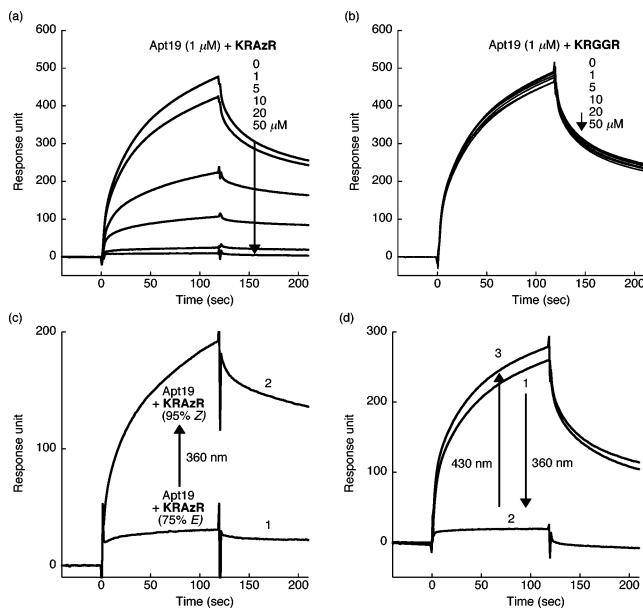 (a)
600
500
400
300
200
100
0
Response unit
0
50
100
150
200
Time (sec)
Apt19 (1 μM) + KRAzR
0
1
5
10
20
50 μM
(b)
600
500
400
300
200
100
0
Response unit
0
50
100
150
200
Time (sec)
Apt19 (1 μM) + KRGGR
0
1
5
10
20
50 μM
(c)
200
100
0
Response unit
0
50
100
150
200
Time (sec)
2
Apt19
+ KRAzR
(95% Z)
360 nm
Apt19
+ KRAzR
(75% E)
1
(d)
300
200
100
0
Response unit
0
50
100
150
200
Time (sec)
3
1
430 nm
360 nm
2